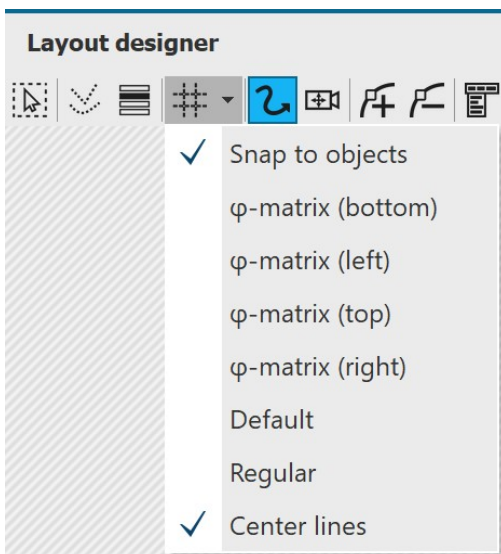 Layout designer
Snap to objects
φ-matrix (bottom)
φ-matrix (left)
φ-matrix (top)
φ-matrix (right)
Default
Regular
Center lines